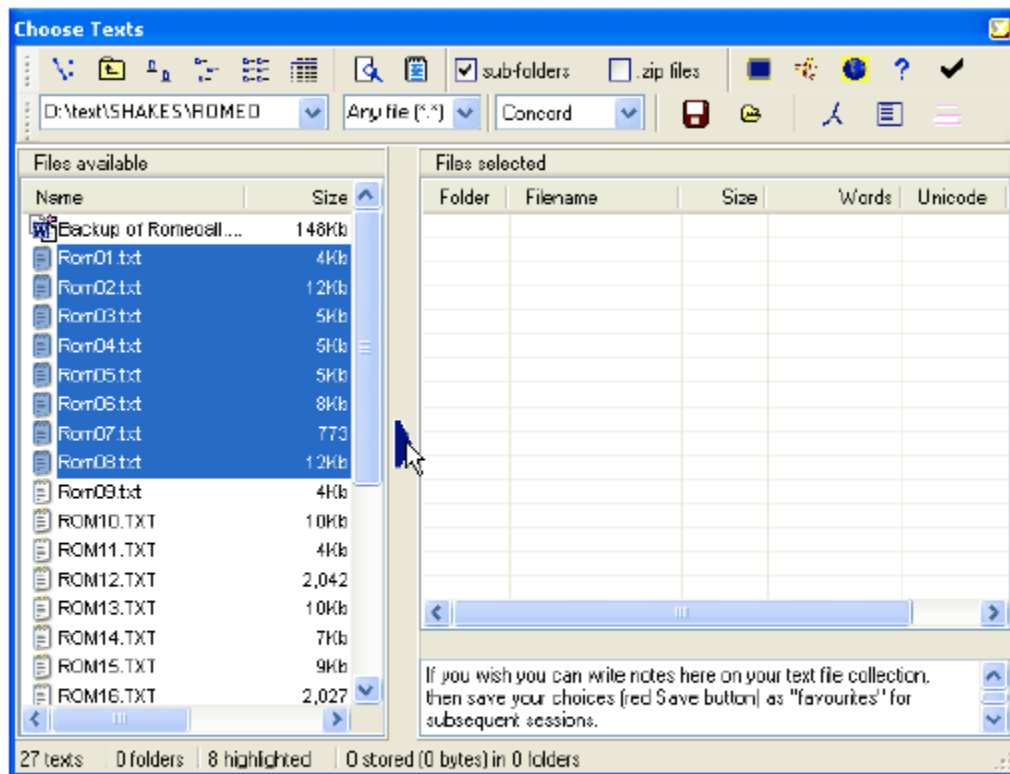 Choose Texts
sub-folders .zip files
D:\text\SHAKES\ROMEO Any file (*.*) Concord
Files available Files selected
Name Size Folder Filename Size Words Unicode
Backup of Romeoall.... 148Kb
Rom01.txt 4Kb
Rom02.txt 12Kb
Rom03.txt 5Kb
Rom04.txt 5Kb
Rom05.txt 5Kb
Rom06.txt 8Kb
Rom07.txt 773
Rom08.txt 12Kb
Rom09.txt 4Kb
ROM10.TXT 10Kb
ROM11.TXT 4Kb
ROM12.TXT 2,042
ROM13.TXT 10Kb
ROM14.TXT 7Kb
ROM15.TXT 9Kb
ROM16.TXT 2,027
If you wish you can write notes here on your text file collection,
then save your choices (red Save button) as "favourites" for
subsequent sessions.
27 texts 0 folders 8 highlighted 0 stored (0 bytes) in 0 folders